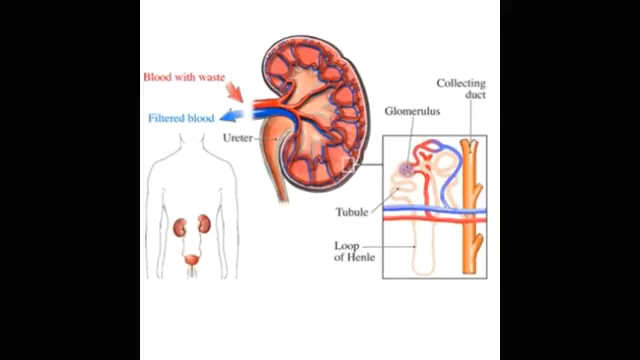 Blood with waste
Filtered blood
Ureter
Collecting
duct
Glomerulus
Tubule
Loop
of Henle